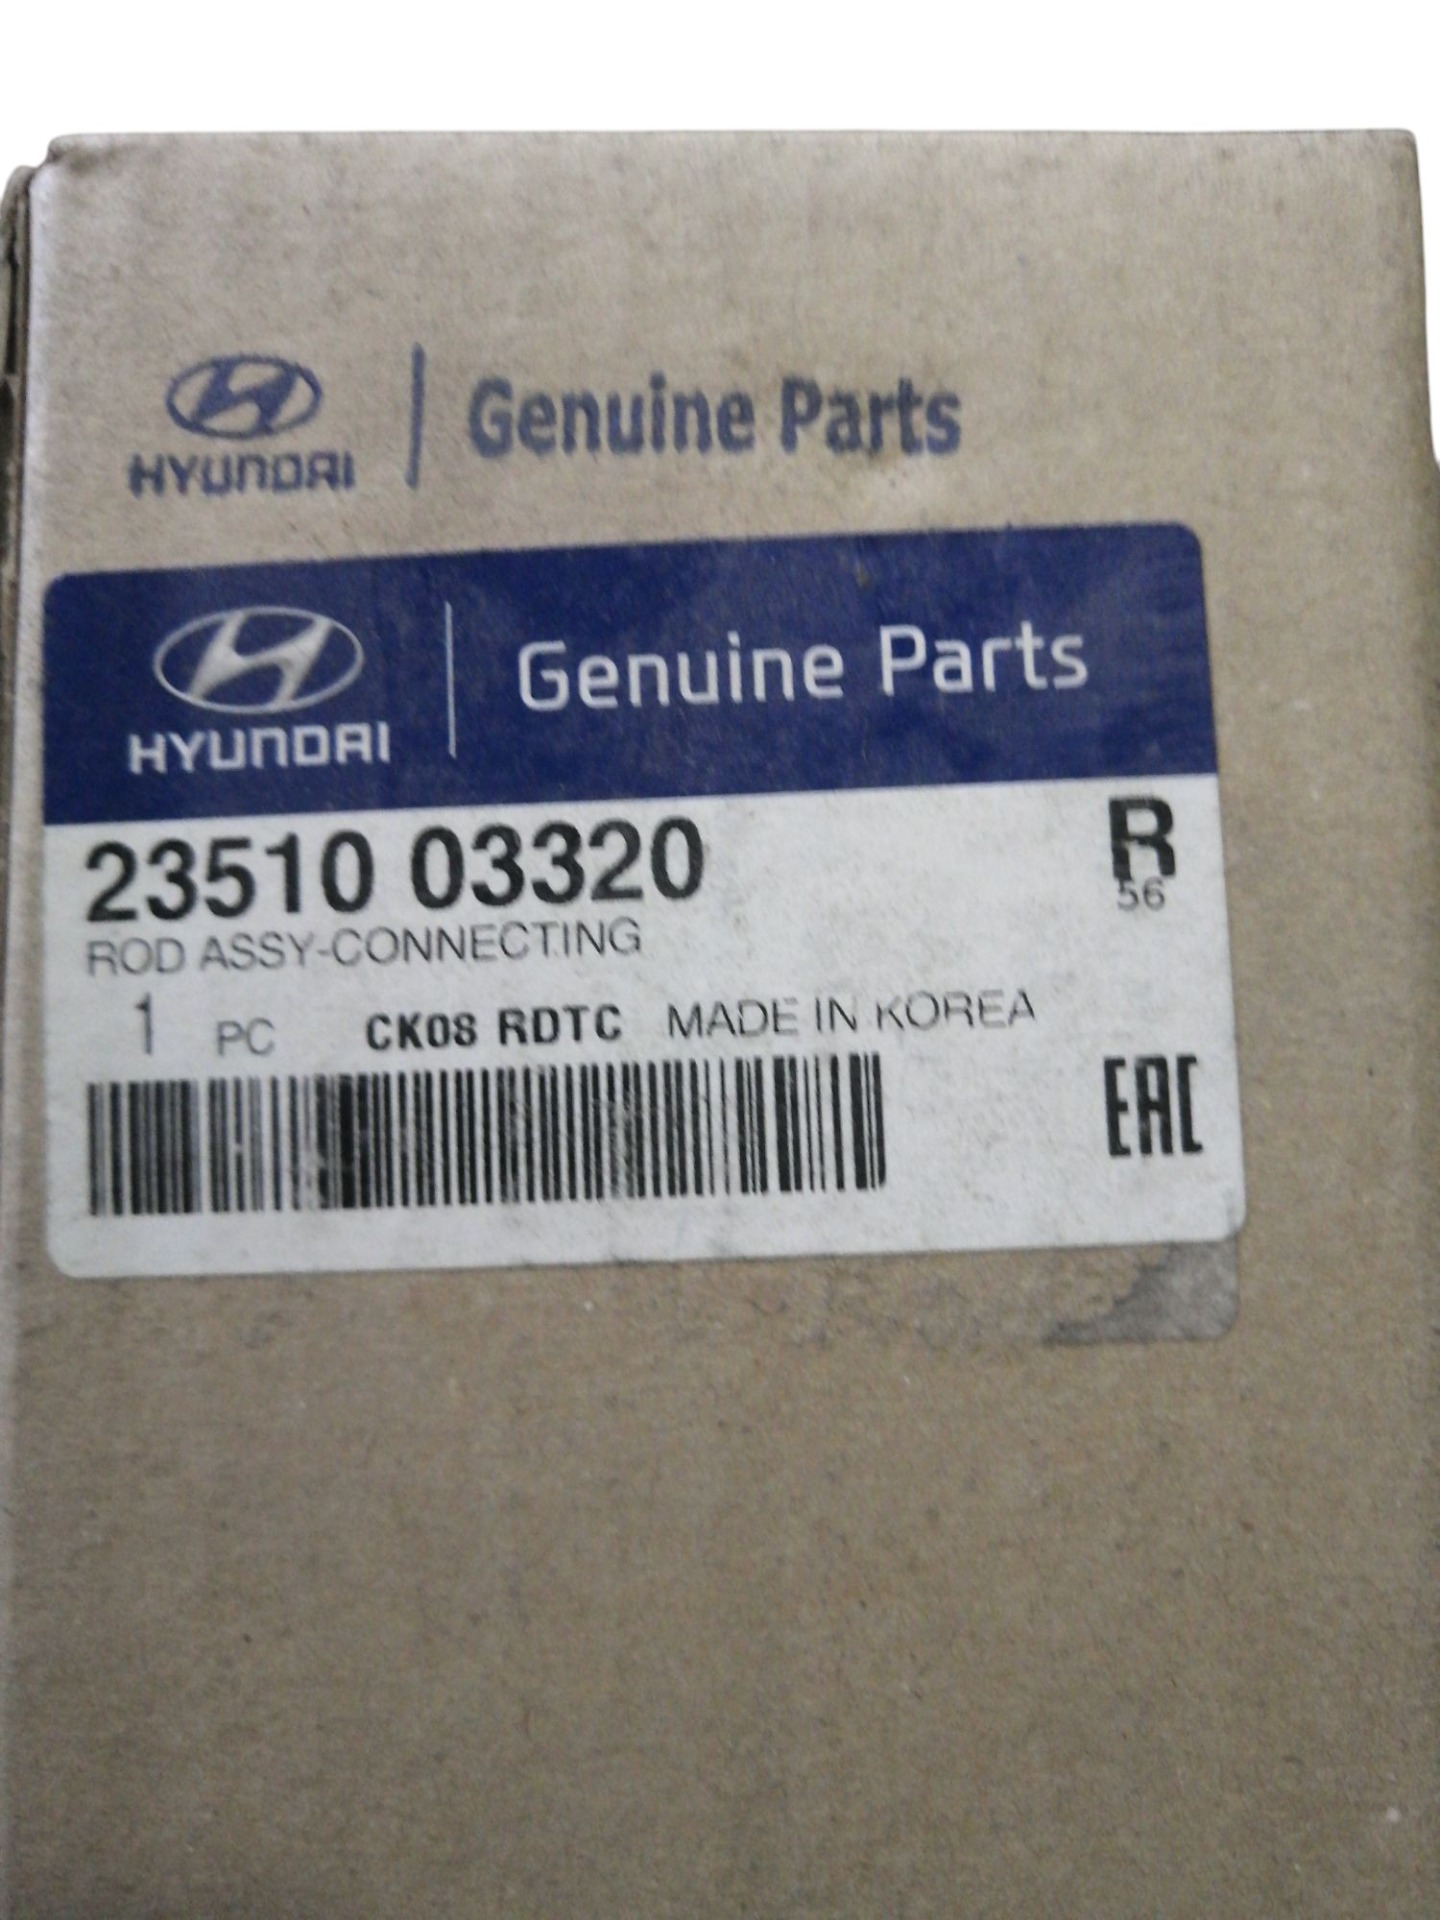 HYUNDAI | Genuine Parts
HYUNDAI | Genuine Parts
23510 03320 R
56
ROD ASSY-CONNECTING
1 PC CK08 RDTC MADE IN KOREA
EAC